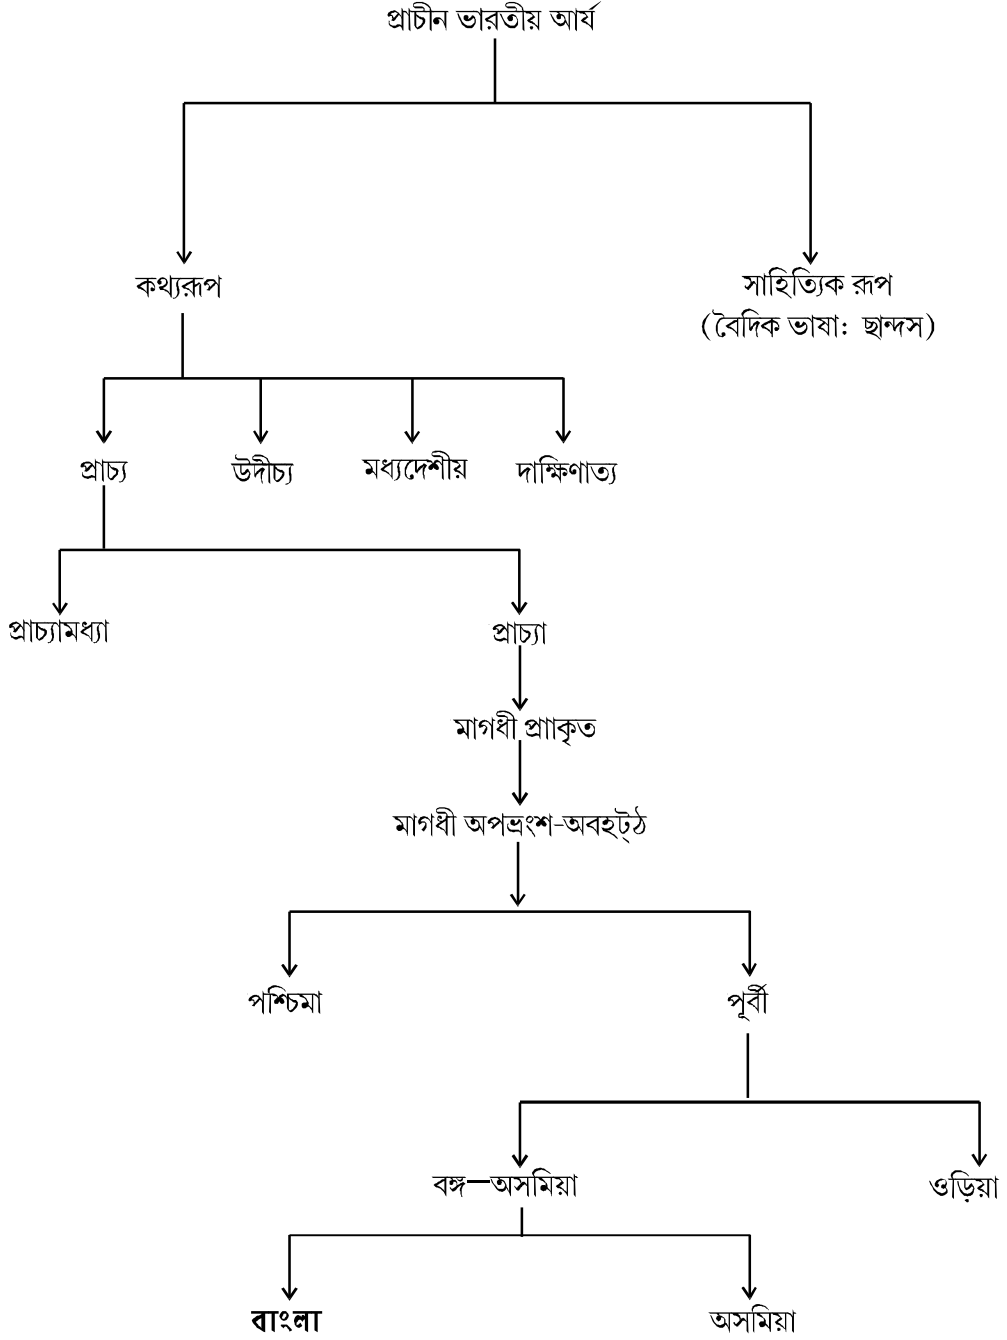 প্রাচীন ভারতীয় আর্য
কথ্যরূপ
সাহিত্যিক রূপ
(বৈদিক ভাষা: ছান্দস)
প্রাচ্য
উদীচ্য
মধ্যদেশীয়
দাক্ষিণাত্য
প্রাচ্যামধ্যা
প্রাচ্যা
মাগধী প্রাাকৃত
মাগধী অপভ্রংশ-অবহট্‌ঠ
পশ্চিমা
পূর্বী
বঙ্গ—অসমিয়া
ওড়িয়া
বাংলা
অসমিয়া